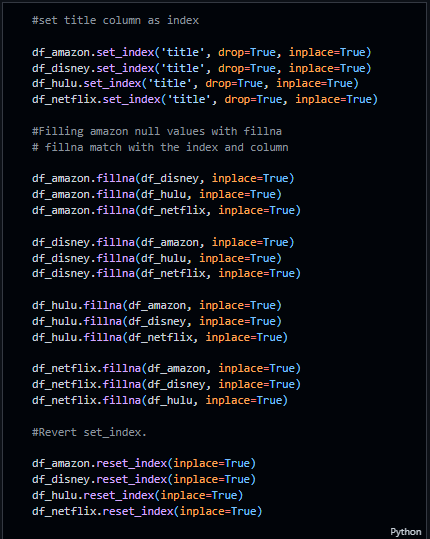 #set title column as index
df_amazon.set_index('title', drop=True, inplace=True)
df_disney.set_index('title', drop=True, inplace=True)
df_hulu.set_index('title', drop=True, inplace=True)
df_netflix.set_index('title', drop=True, inplace=True)
#Filling amazon null values with fillna
# fillna match with the index and column
df_amazon.fillna(df_disney, inplace=True)
df_amazon.fillna(df_hulu, inplace=True)
df_amazon.fillna(df_netflix, inplace=True)
df_disney.fillna(df_amazon, inplace=True)
df_disney.fillna(df_hulu, inplace=True)
df_disney.fillna(df_netflix, inplace=True)
df_hulu.fillna(df_amazon, inplace=True)
df_hulu.fillna(df_disney, inplace=True)
df_hulu.fillna(df_netflix, inplace=True)
df_netflix.fillna(df_amazon, inplace=True)
df_netflix.fillna(df_disney, inplace=True)
df_netflix.fillna(df_hulu, inplace=True)
#Revert set_index.
df_amazon.reset_index(inplace=True)
df_disney.reset_index(inplace=True)
df_hulu.reset_index(inplace=True)
df_netflix.reset_index(inplace=True)
Python